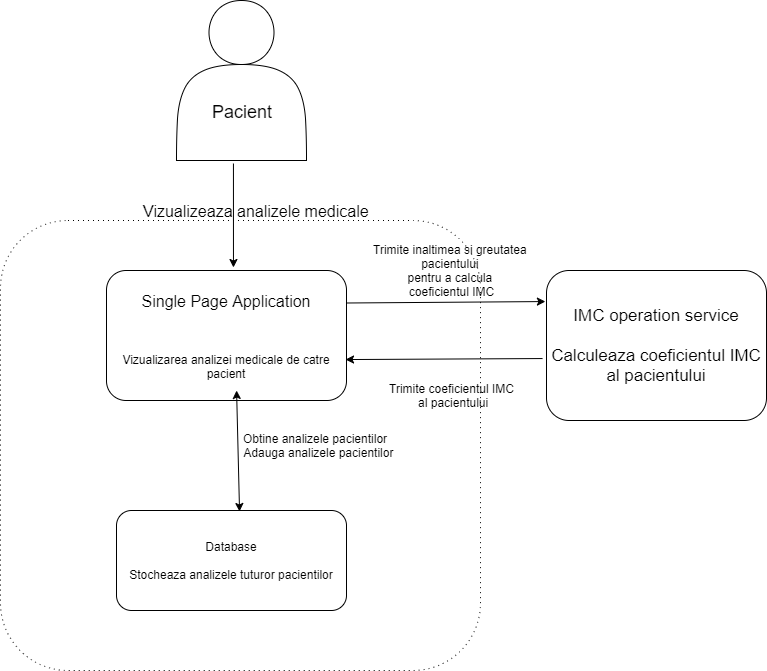 Pacient
Vizualizeaza analizele medicale
Trimite inaltimea si greutatea
pacientului
pentru a calcula
coeficientul IMC
Single Page Application
Vizualizarea analizei medicale de catre
pacient
IMC operation service
Calculeaza coeficientul IMC
al pacientului
Trimite coeficientul IMC
al pacientului
Obtine analizele pacientilor
Adauga analizele pacientilor
Database
Stocheaza analizele tuturor pacientilor